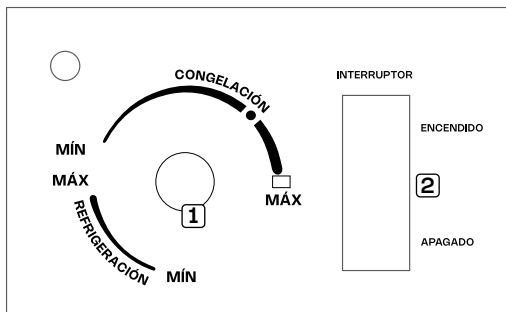 CONGELACIÓN
INTERRUPTOR
ENCENDIDO
MÍN
MÁX
1
2
MÁX
REFRIGERACIÓN
APAGADO
MÍN